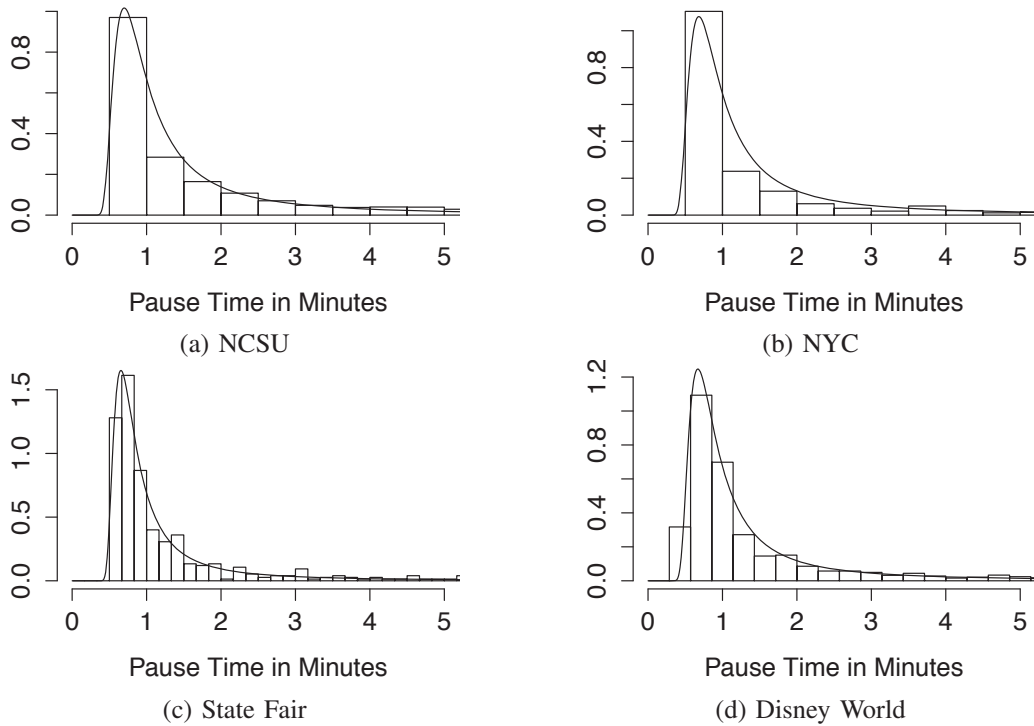 0.0 0.4 0.8
0 1 2 3 4 5
Pause Time in Minutes
(a) NCSU
0.0 0.4 0.8
0 1 2 3 4 5
Pause Time in Minutes
(b) NYC
0.0 0.5 1.0 1.5
0 1 2 3 4 5
Pause Time in Minutes
(c) State Fair
0.0 0.4 0.8 1.2
0 1 2 3 4 5
Pause Time in Minutes
(d) Disney World